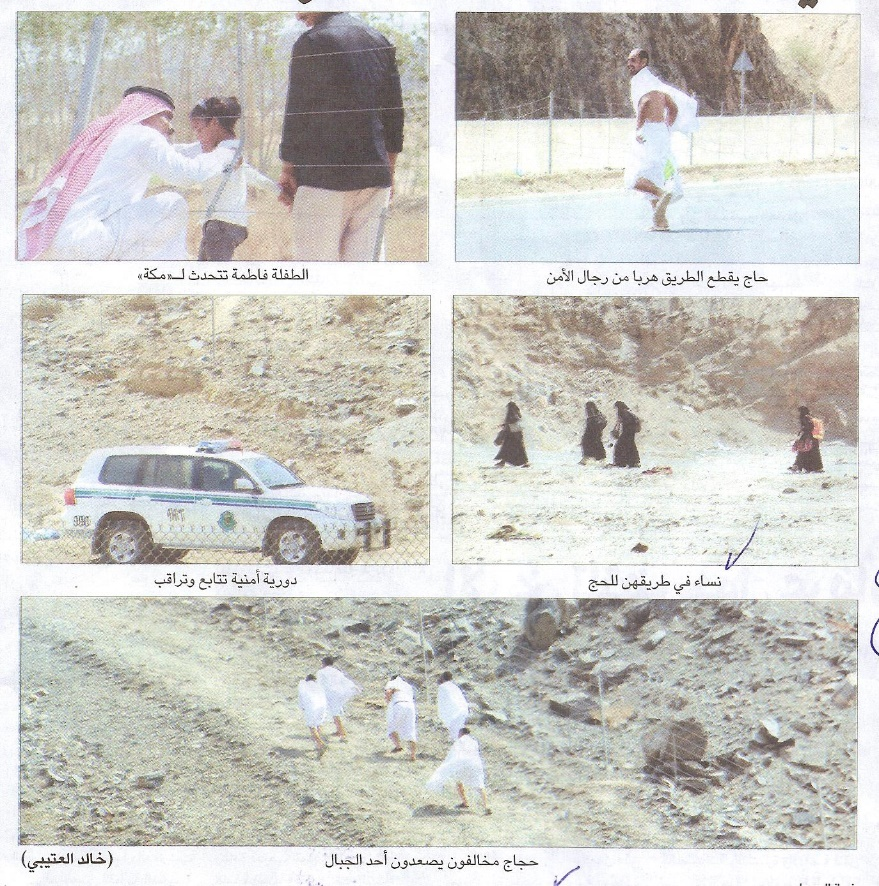 حاج يقطع الطريق هربا من رجال الأمن
الطفلة فاطمة تتحدث لــ«مكة»
نساء في طريقهن للحج
دورية أمنية تتابع وتراقب
حجاج مخالفون يصعدون أحد الجبال
(خالد العتيبي)